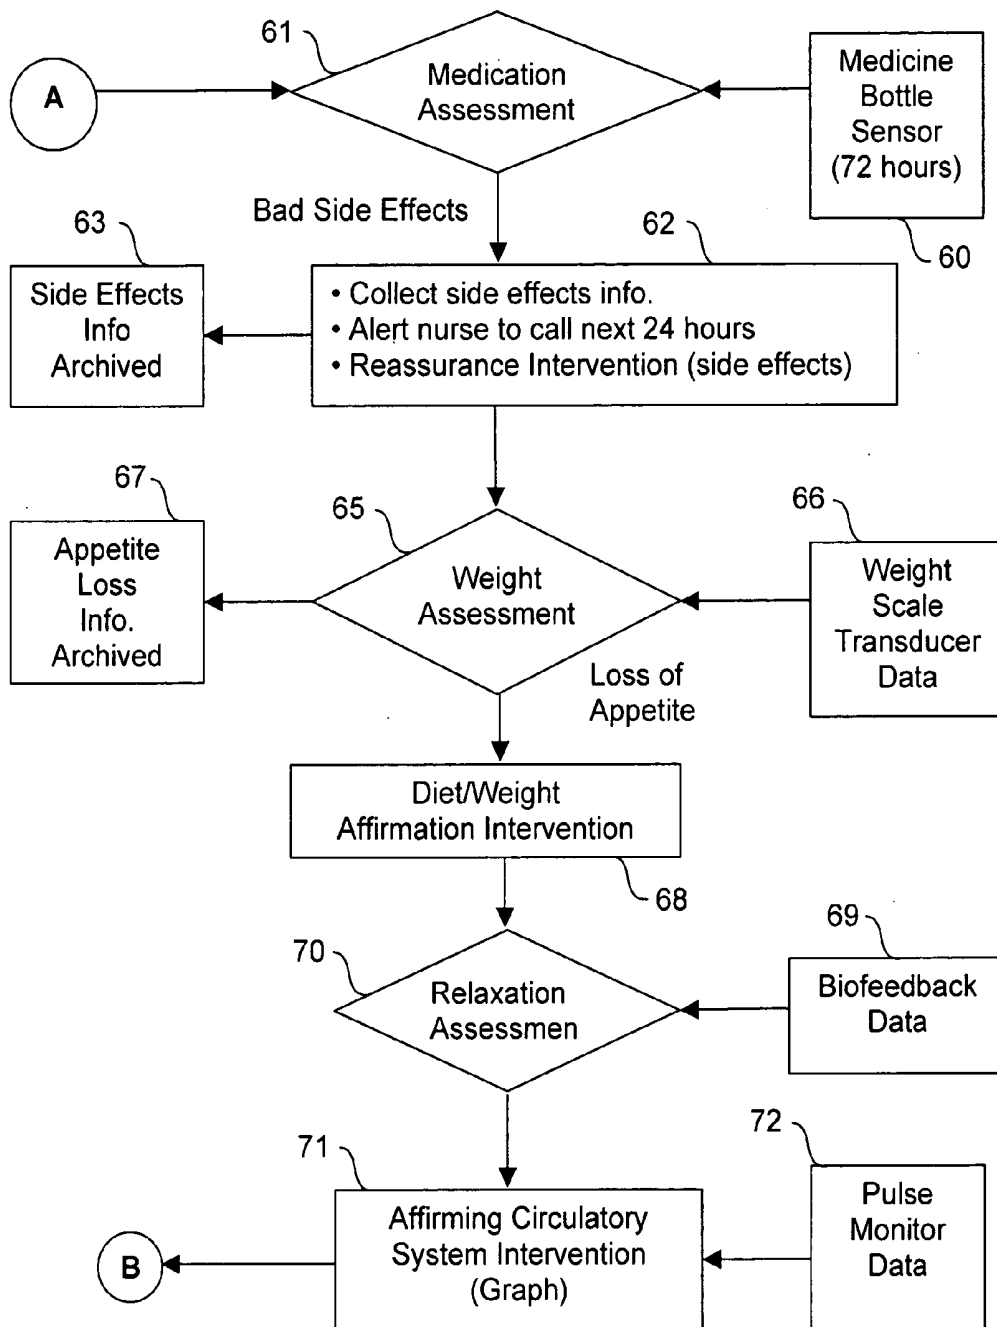 61
A
Medication
Assessment
Medicine
Bottle
Sensor
(72 hours)
60
Bad Side Effects
63
62
Side Effects
Info
Archived
• Collect side effects info.
• Alert nurse to call next 24 hours
• Reassurance Intervention (side effects)
67
65
66
Appetite
Loss
Info.
Archived
Weight
Assessment
Weight
Scale
Transducer
Data
Loss of
Appetite
Diet/Weight
Affirmation Intervention
68
69
70
Relaxation
Assessmen
Biofeedback
Data
71
72
Affirming Circulatory
System Intervention
(Graph)
Pulse
Monitor
Data
B